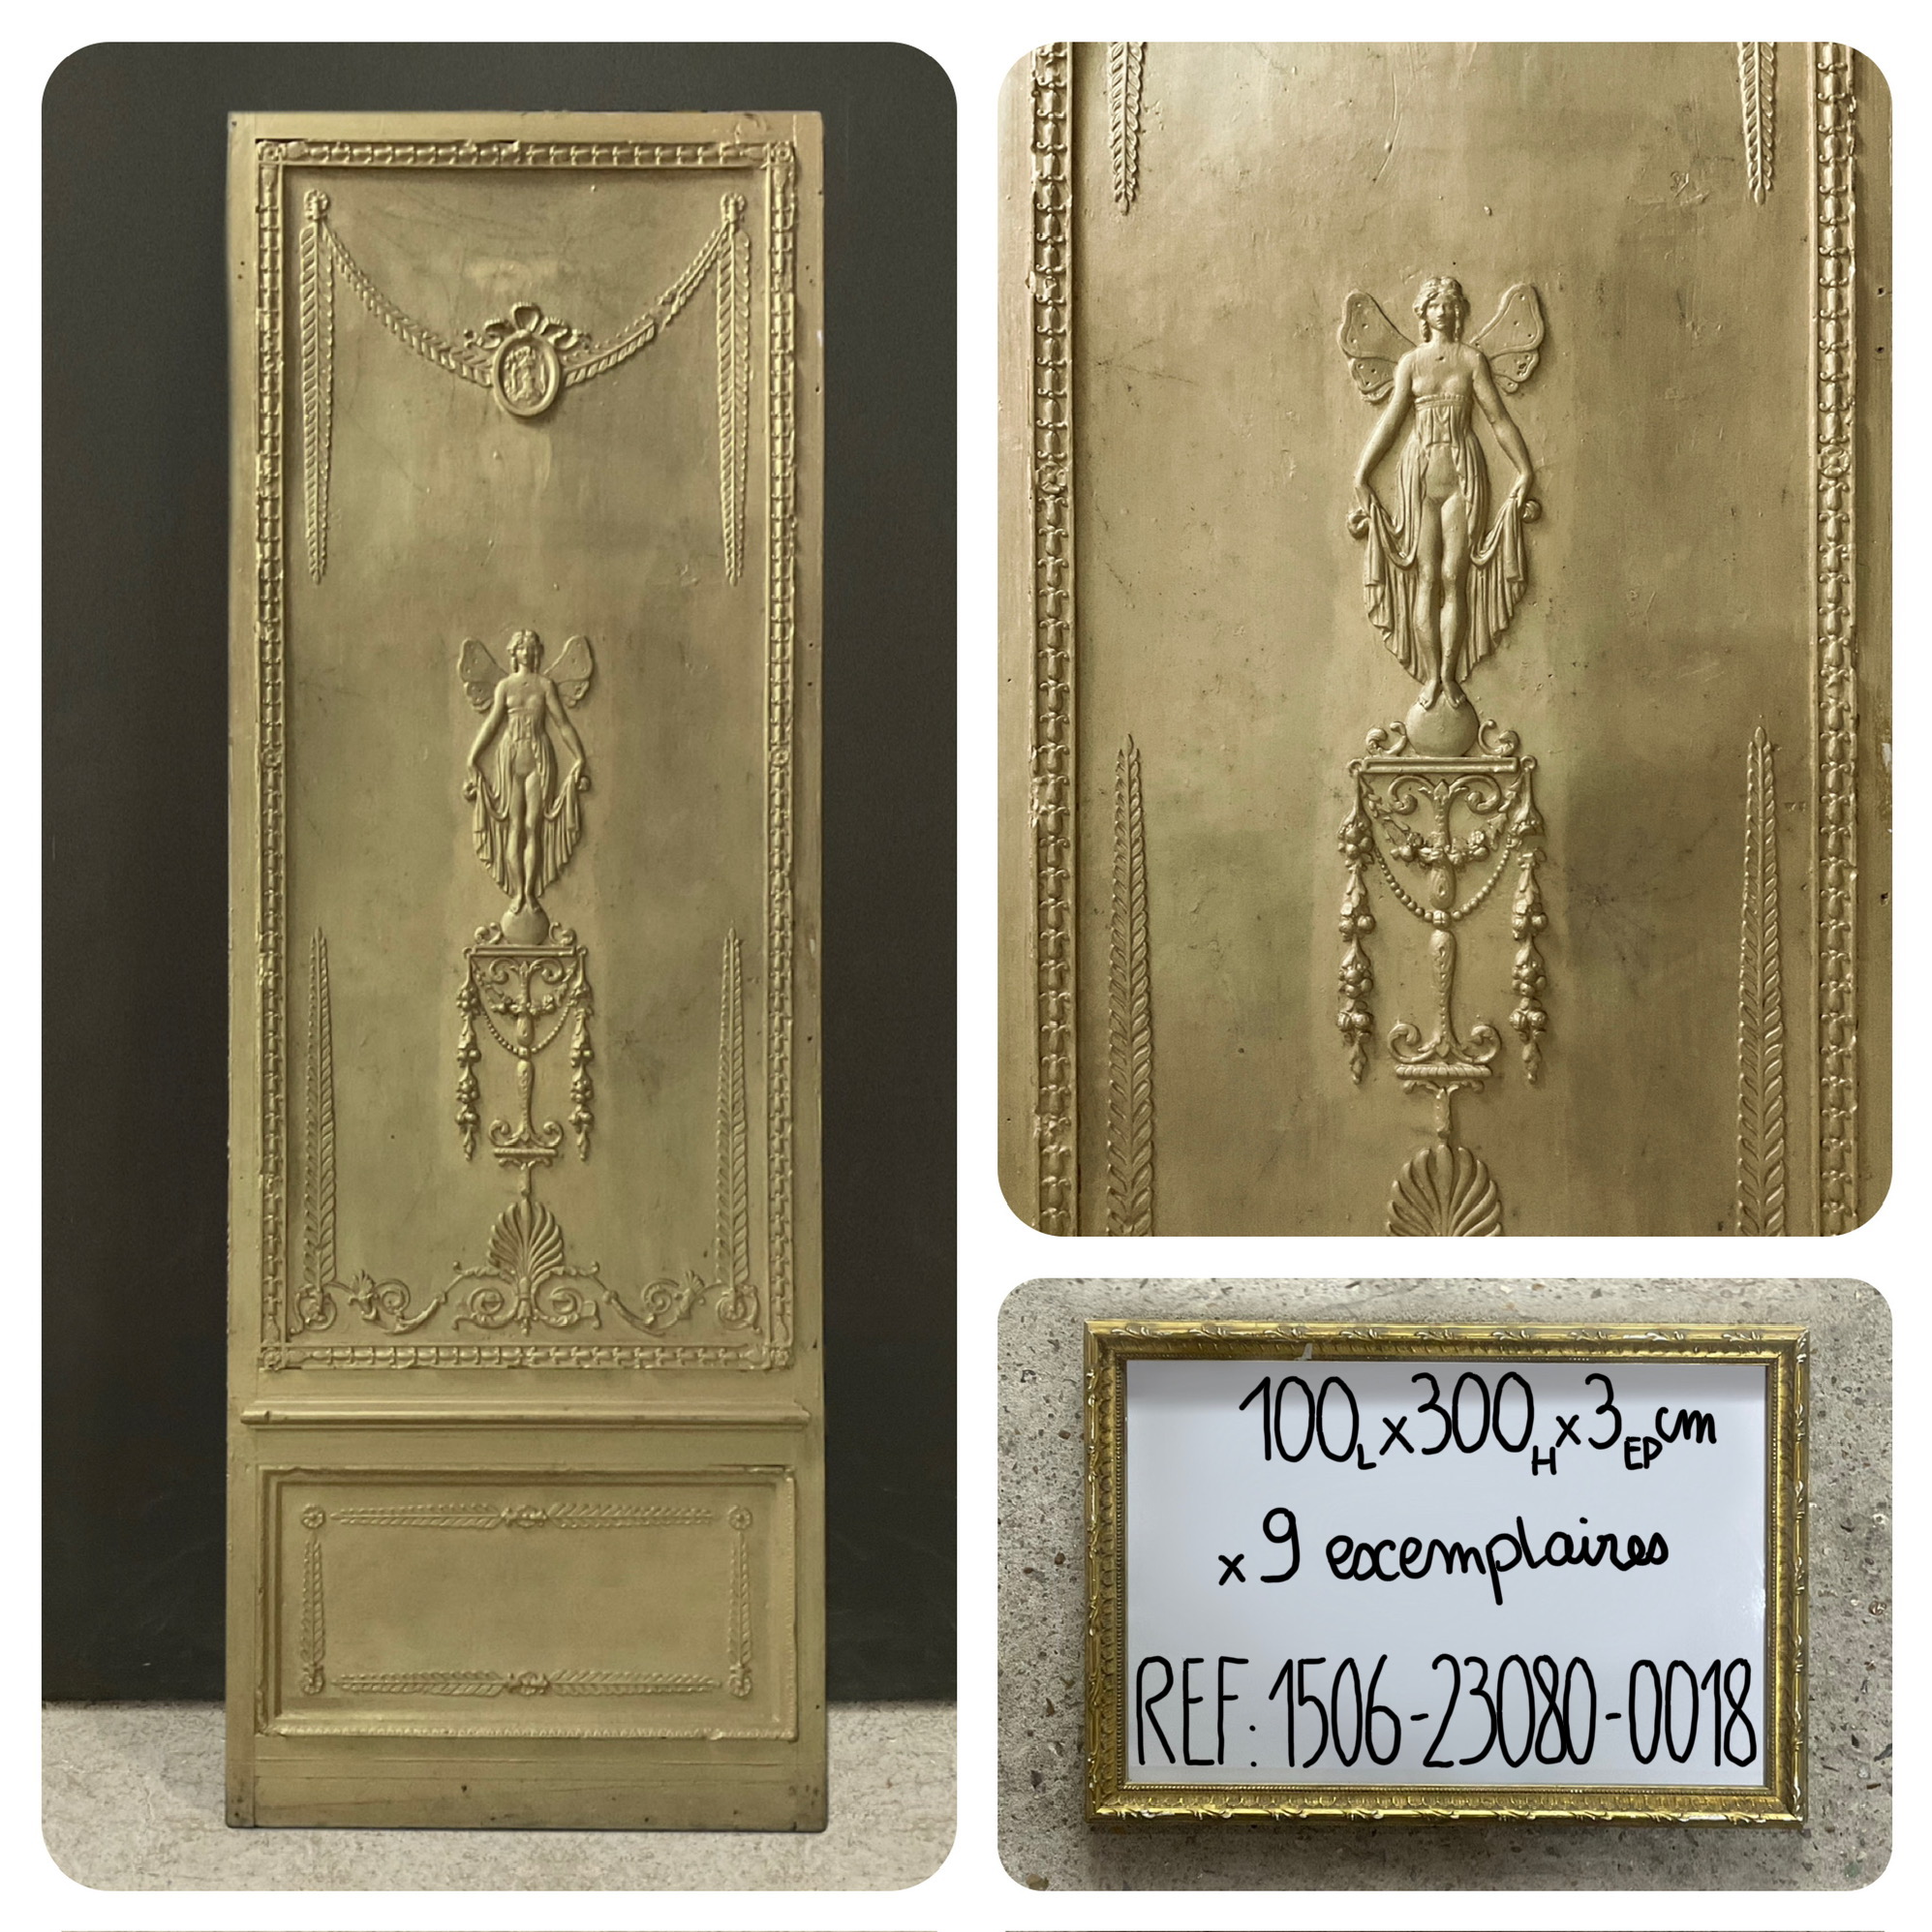 100L x 300H x 3EP cm
x 9 exemplaires
REF: 1506-23080-0018